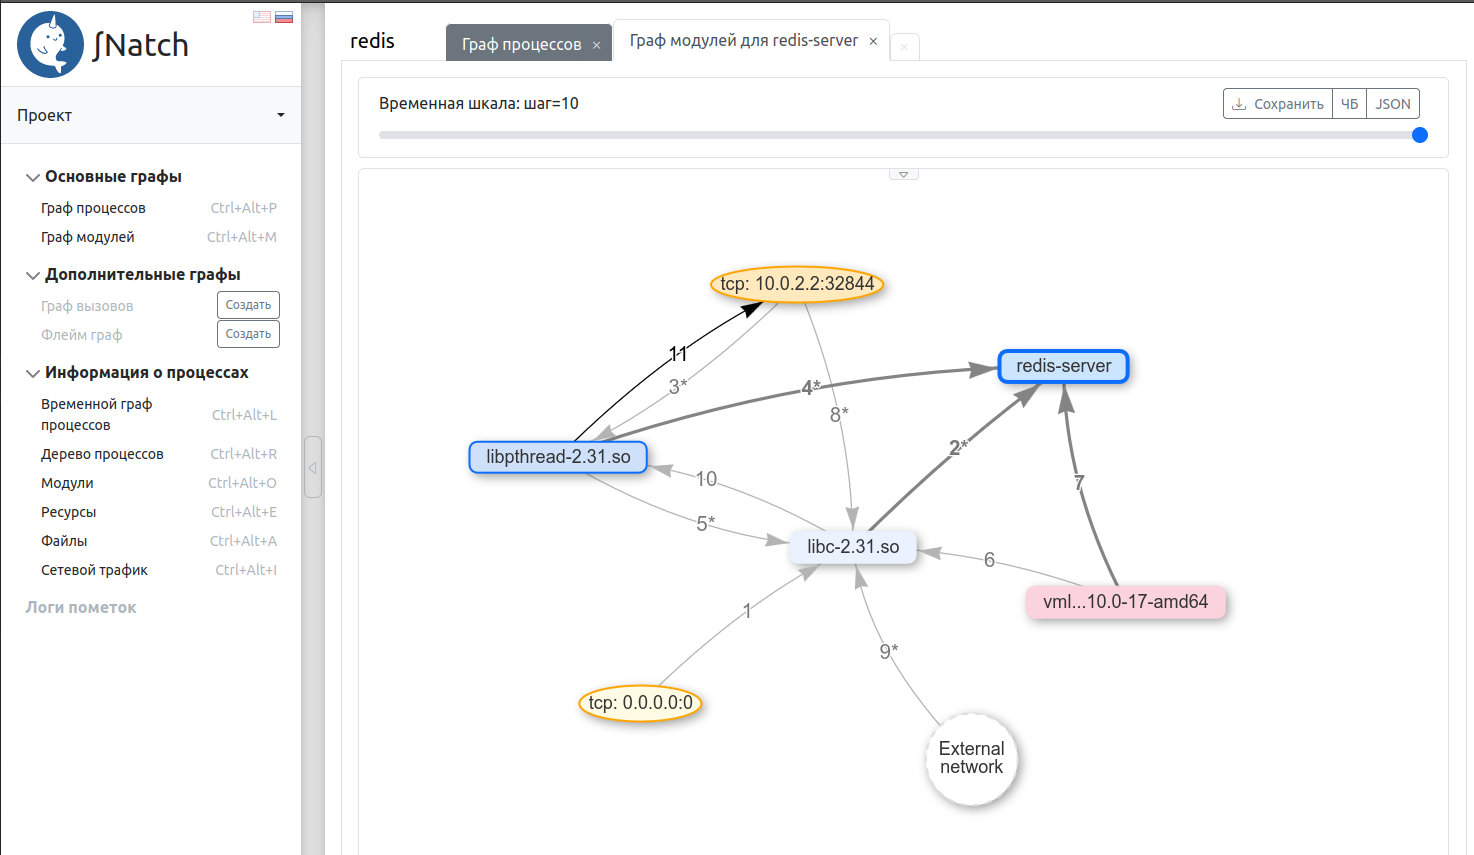 ∫Natch
Проект
Основные графы
Граф процессов Ctrl+Alt+P
Граф модулей Ctrl+Alt+M
Дополнительные графы
Граф вызовов Создать
Флейм граф Создать
Информация о процессах
Временной граф
процессов Ctrl+Alt+L
Дерево процессов Ctrl+Alt+R
Модули Ctrl+Alt+O
Ресурсы Ctrl+Alt+E
Файлы Ctrl+Alt+A
Сетевой трафик Ctrl+Alt+I
Логи пометок
redis
Граф процессов ×
Граф модулей для redis-server ×
×
Временная шкала: шаг=10
Сохранить ЧБ JSON
tcp: 10.0.2.2:32844
11
redis-server
3*
4*
8*
2*
libpthread-2.31.so
10
7
5*
libc-2.31.so
6
vml...10.0-17-amd64
1
9*
tcp: 0.0.0.0:0
External
network